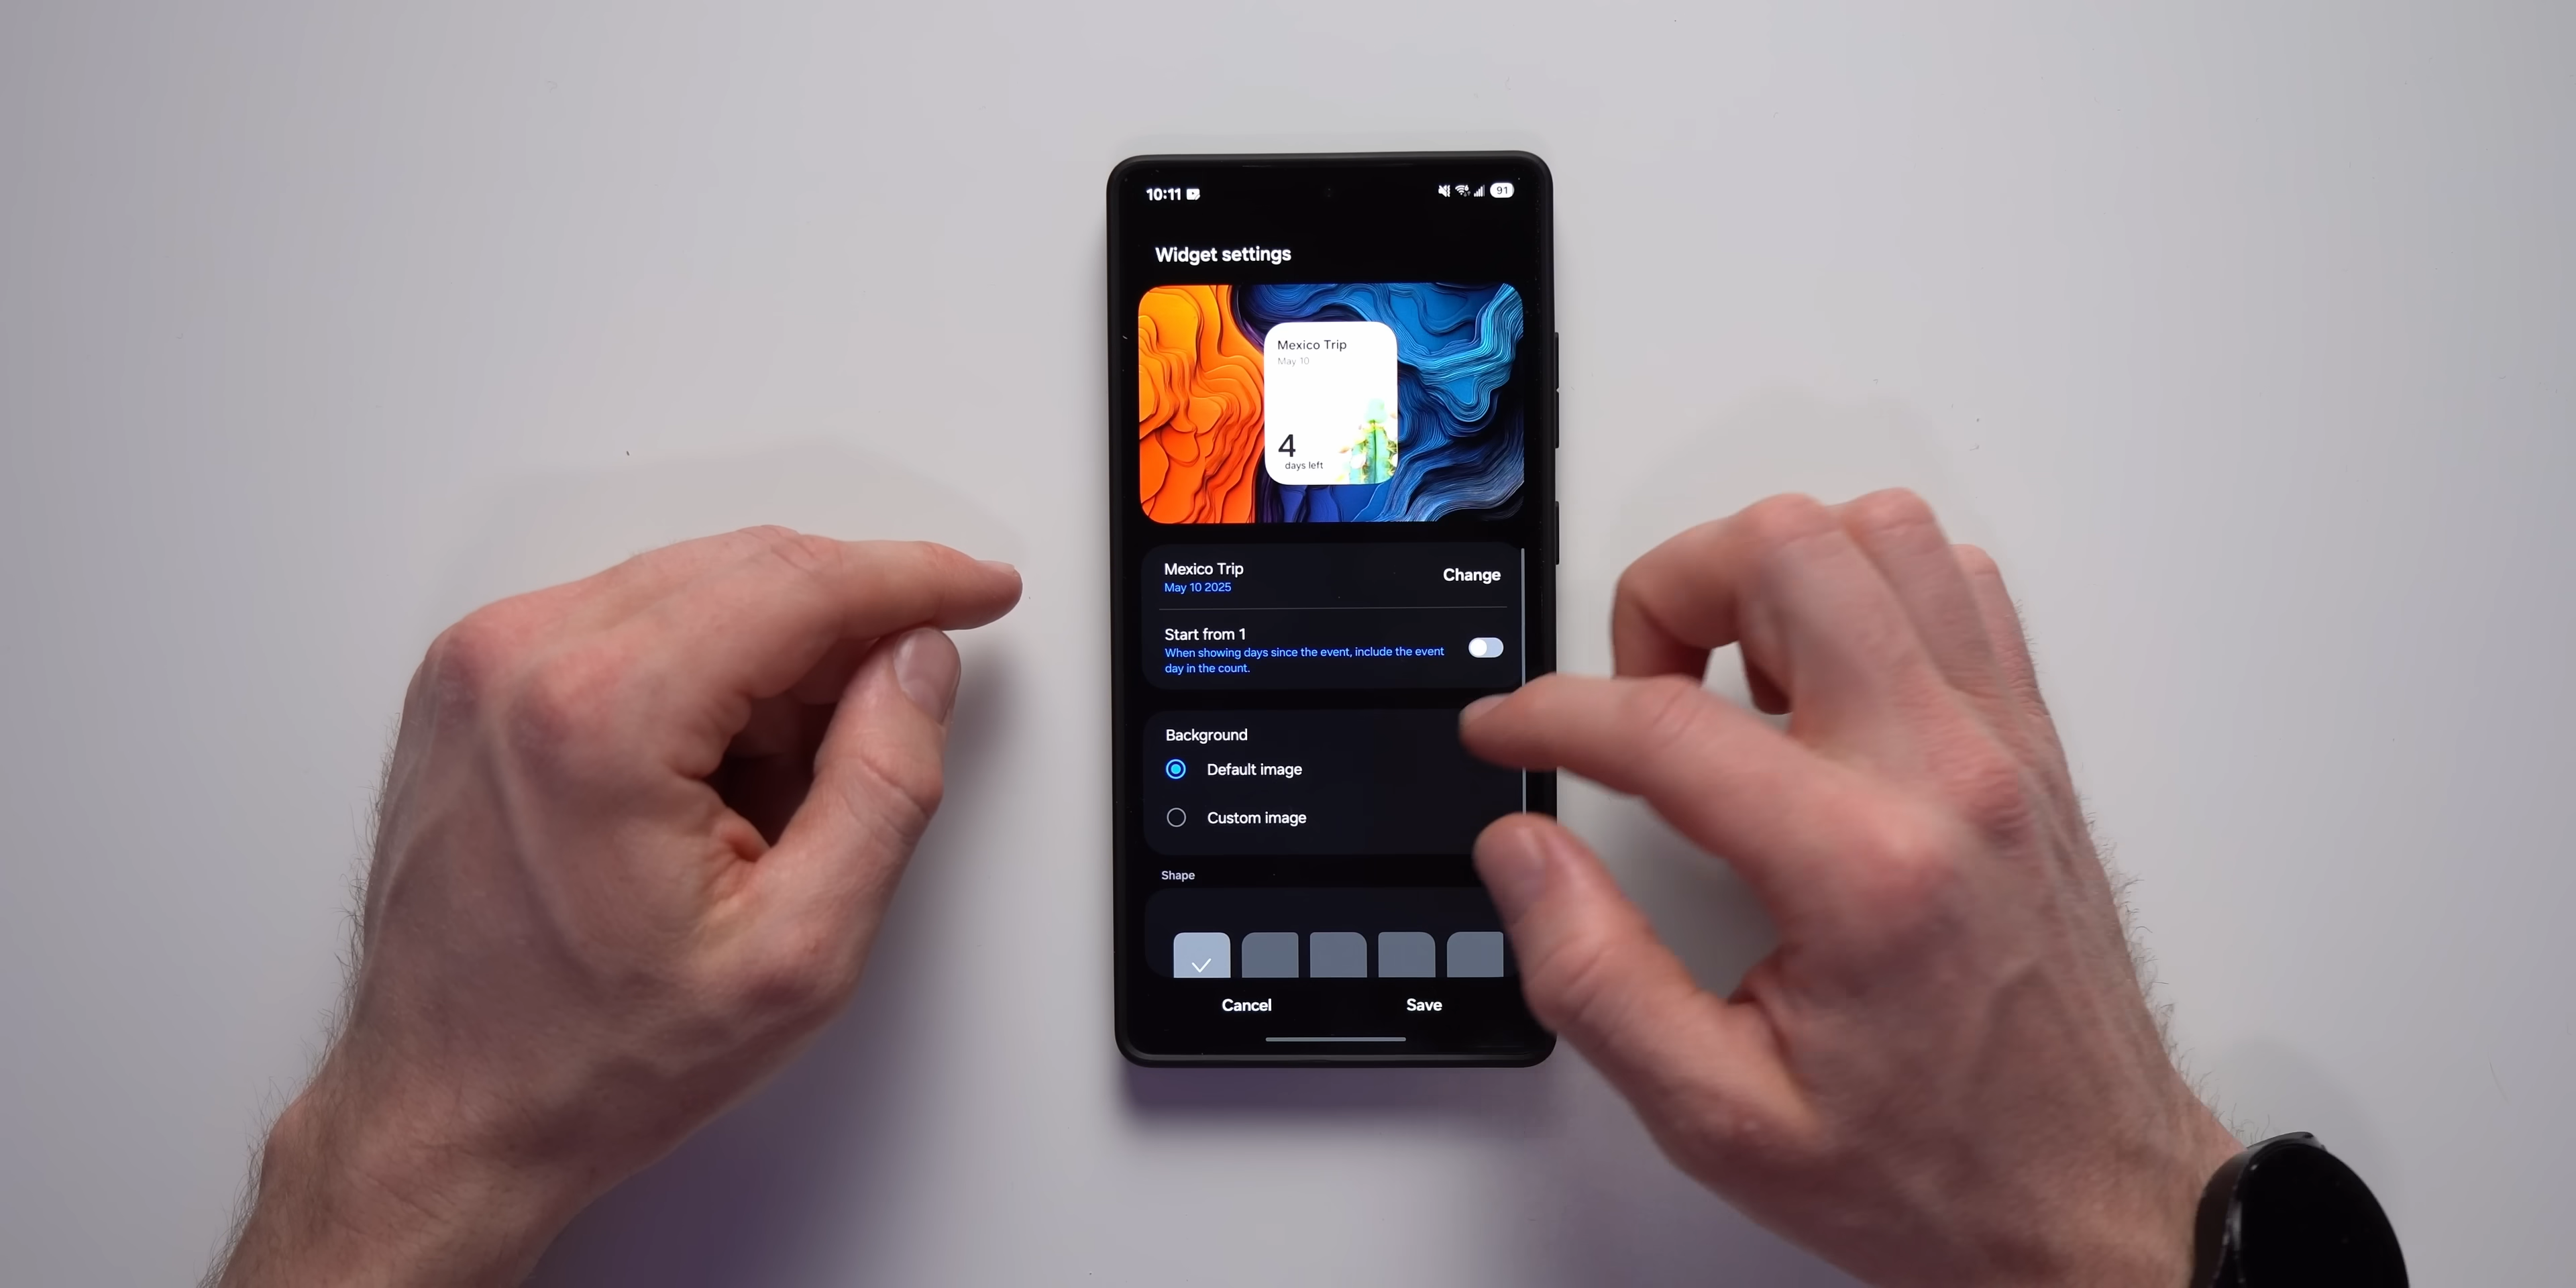 10:11
91
Widget settings
Mexico Trip
May 10
4
days left
Mexico Trip
May 10 2025
Change
Start from 1
When showing days since the event, include the event
day in the count.
Background
Default image
Custom image
Shape
Cancel
Save